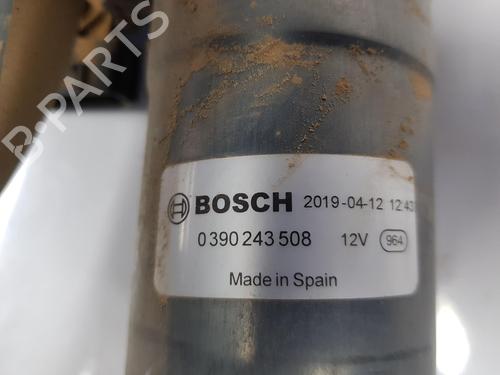 B-PARTS
BOSCH 2019-04-12 12:43
0 390 243 508 12V 964
Made in Spain